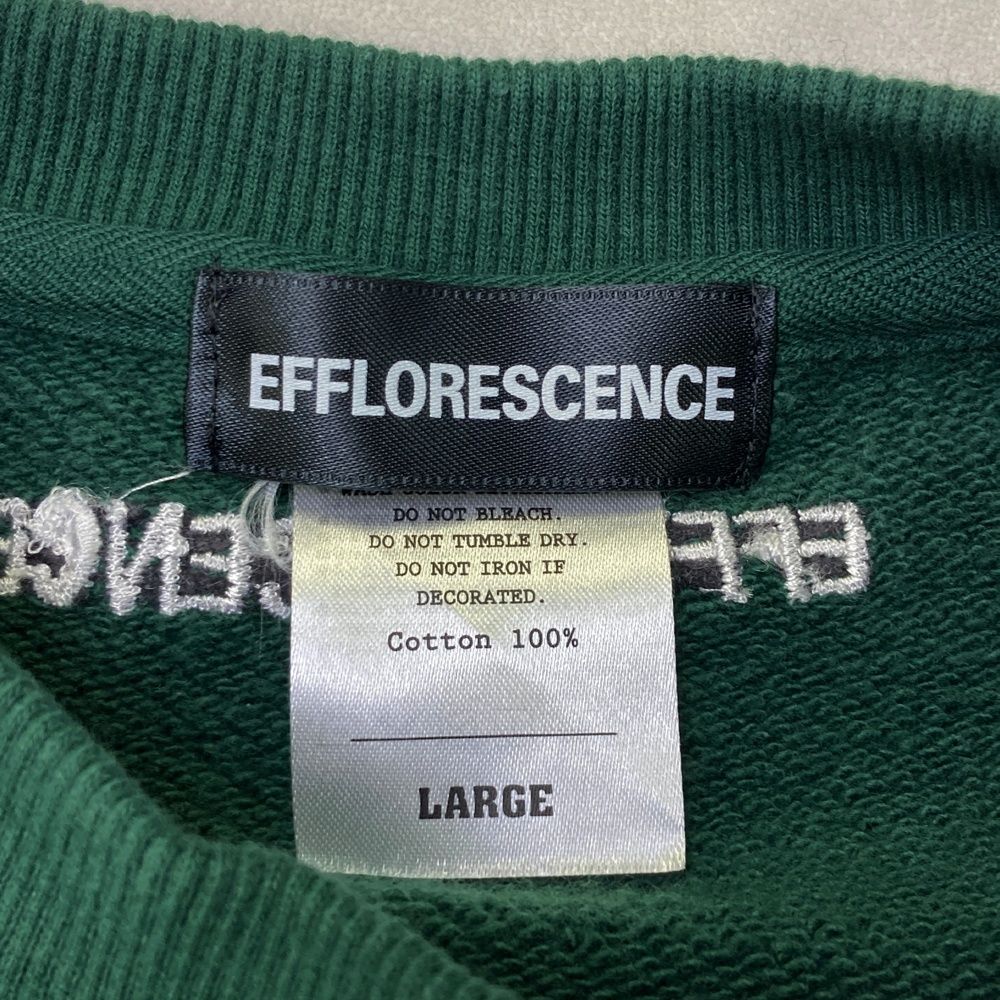 EFFLORESCENCE
DO NOT BLEACH.
DO NOT TUMBLE DRY.
DO NOT IRON IF
DECORATED.
Cotton 100%
LARGE